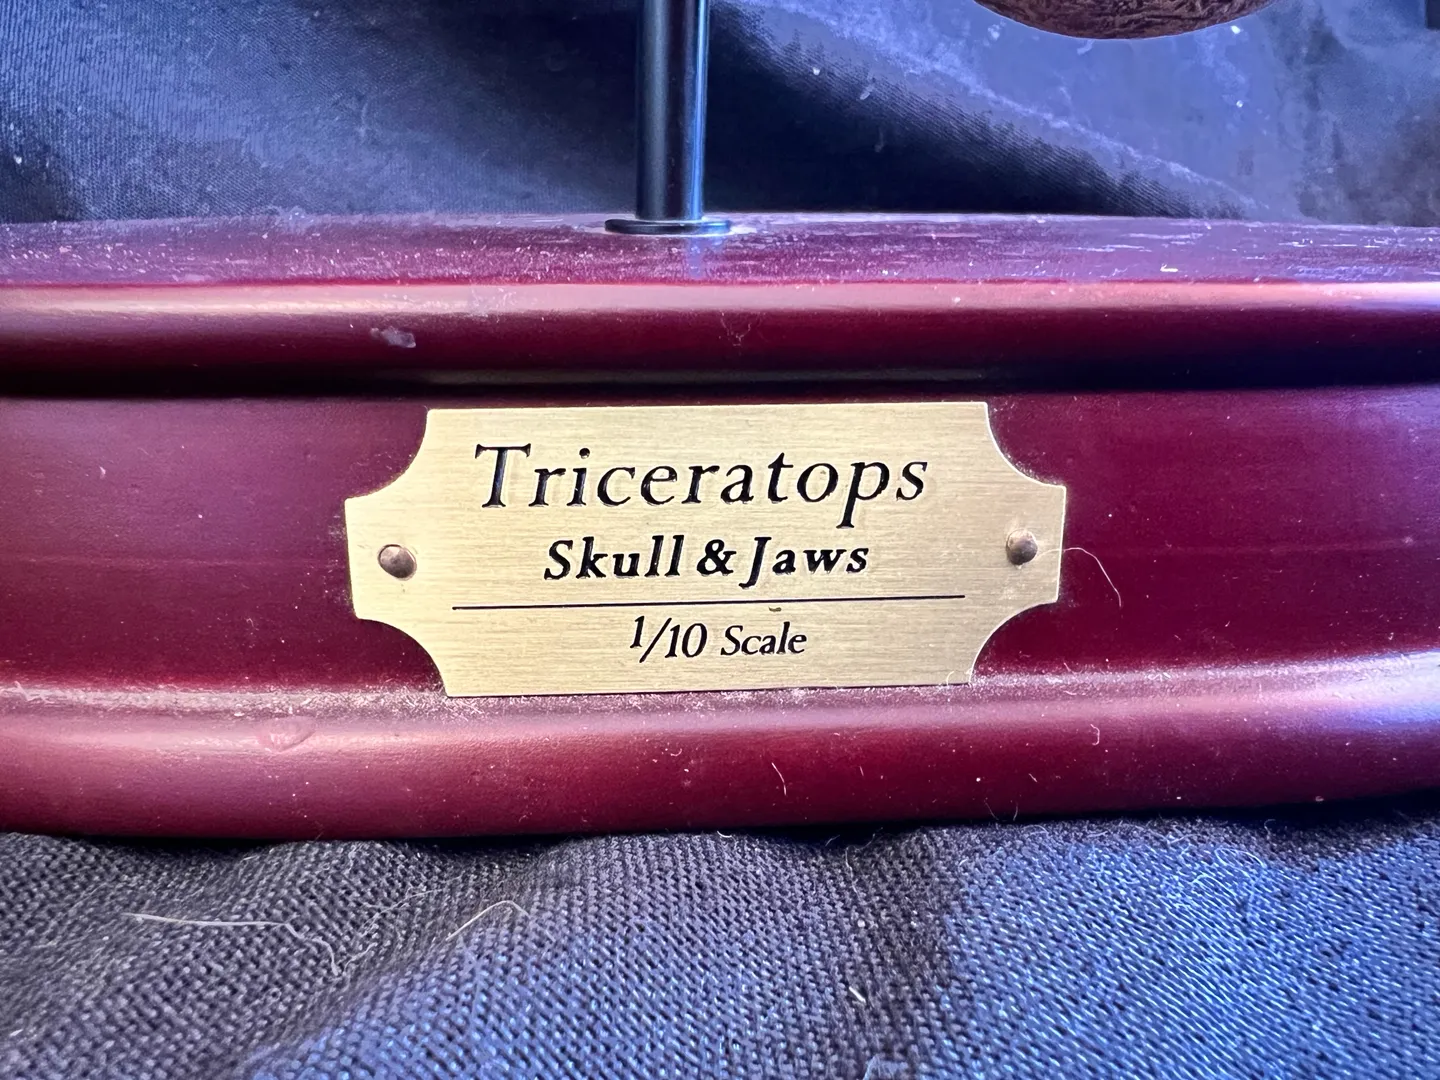 Triceratops
Skull & Jaws
1/10 Scale